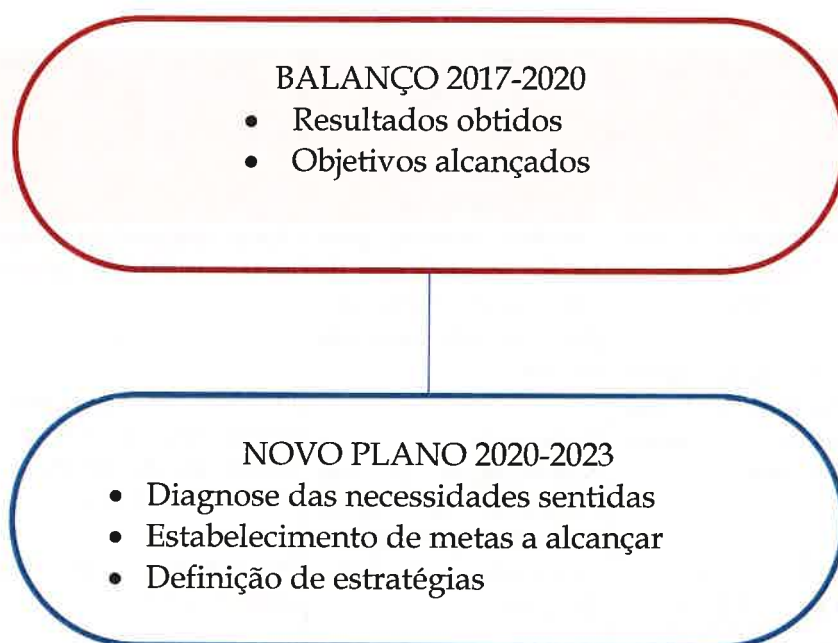 BALANÇO 2017-2020
• Resultados obtidos
• Objetivos alcançados
NOVO PLANO 2020-2023
• Diagnose das necessidades sentidas
• Estabelecimento de metas a alcançar
• Definição de estratégias